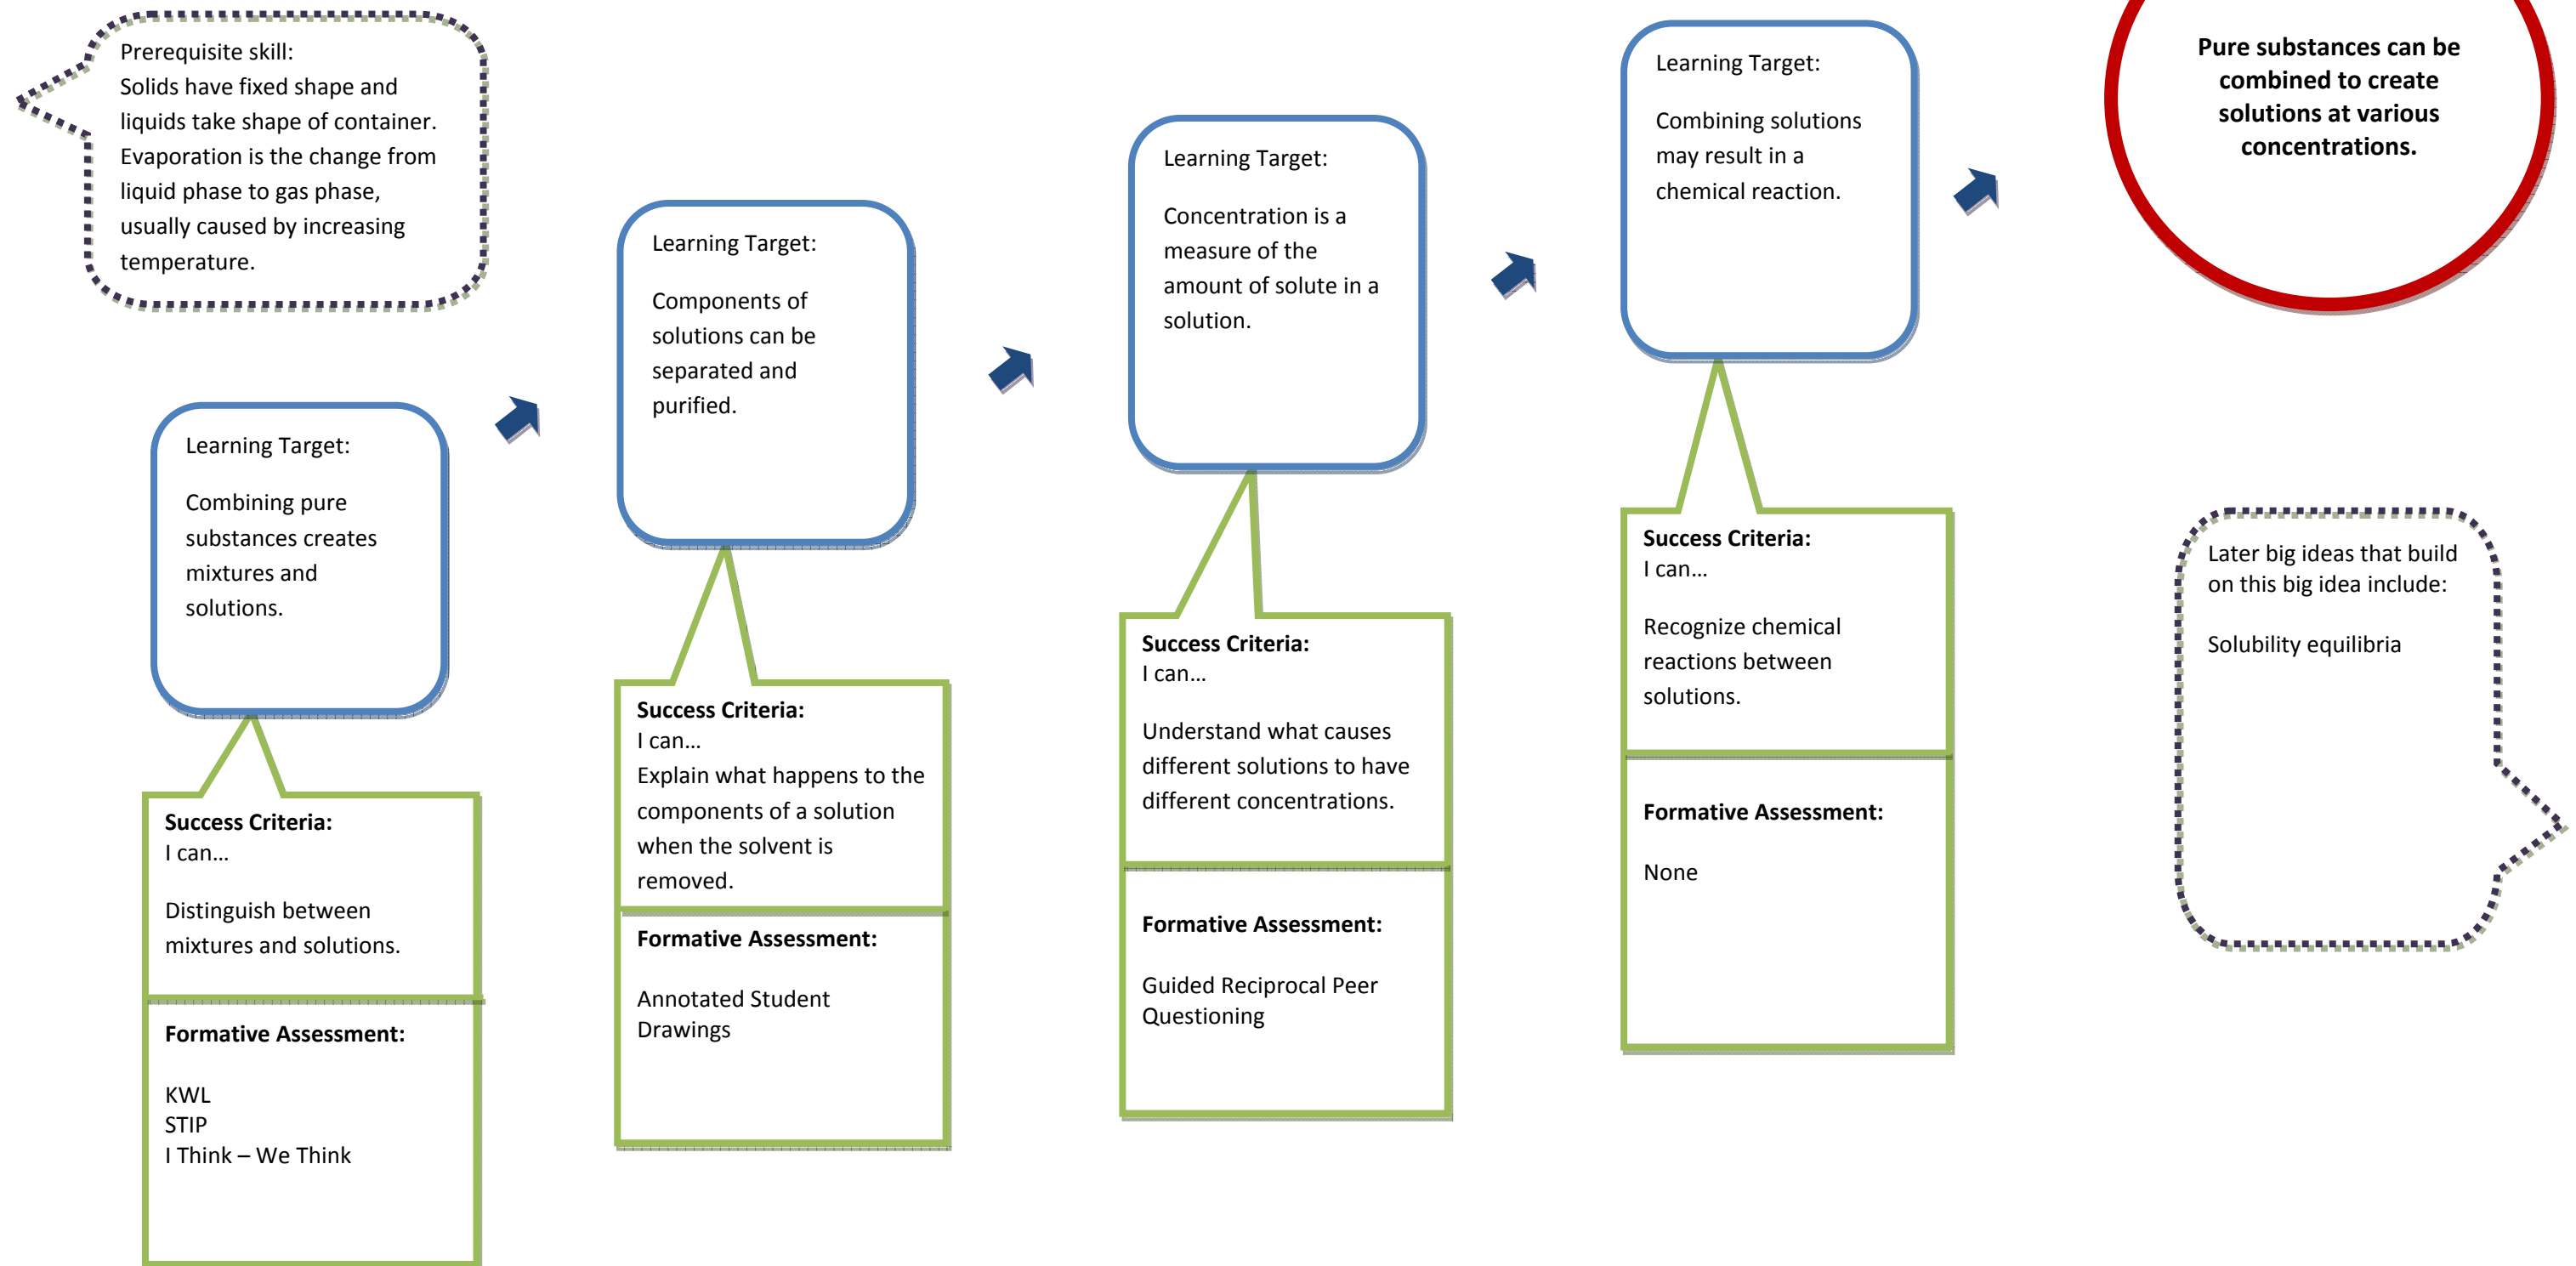 Prerequisite skill:
Solids have fixed shape and
liquids take shape of container.
Evaporation is the change from
liquid phase to gas phase,
usually caused by increasing
temperature.
Learning Target:
Combining pure
substances creates
mixtures and
solutions.
Success Criteria:
I can…
Distinguish between
mixtures and solutions.
Formative Assessment:
KWL
STIP
I Think – We Think
Learning Target:
Components of
solutions can be
separated and
purified.
Success Criteria:
I can…
Explain what happens to the
components of a solution
when the solvent is
removed.
Formative Assessment:
Annotated Student
Drawings
Learning Target:
Concentration is a
measure of the
amount of solute in a
solution.
Success Criteria:
I can…
Understand what causes
different solutions to have
different concentrations.
Formative Assessment:
Guided Reciprocal Peer
Questioning
Learning Target:
Combining solutions
may result in a
chemical reaction.
Success Criteria:
I can…
Recognize chemical
reactions between
solutions.
Formative Assessment:
None
Pure substances can be
combined to create
solutions at various
concentrations.
Later big ideas that build
on this big idea include:
Solubility equilibria